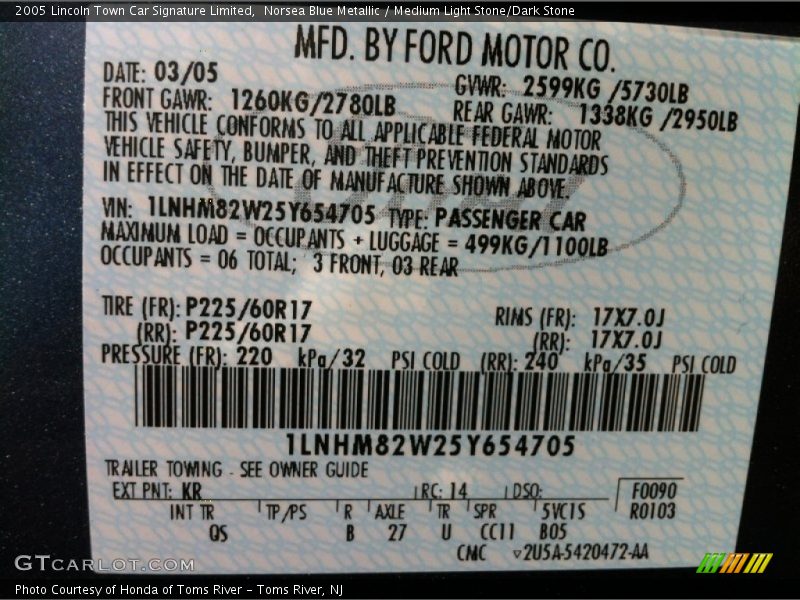 2005 Lincoln Town Car Signature Limited, Norsea Blue Metallic / Medium Light Stone/Dark Stone
MFD. BY FORD MOTOR CO.
DATE: 03/05 GVWR: 2599KG /5730LB
FRONT GAWR: 1260KG/2780LB REAR GAWR: 1338KG /2950LB
THIS VEHICLE CONFORMS TO ALL APPLICABLE FEDERAL MOTOR
VEHICLE SAFETY, BUMPER, AND THEFT PREVENTION STANDARDS
IN EFFECT ON THE DATE OF MANUFACTURE SHOWN ABOVE
VIN: 1LNHM82W25Y654705 TYPE: PASSENGER CAR
MAXIMUM LOAD = OCCUPANTS + LUGGAGE = 499KG/1100LB
OCCUPANTS = 06 TOTAL; 3 FRONT, 03 REAR
TIRE (FR): P225/60R17 RIMS (FR): 17X7.0J
(RR): P225/60R17 (RR): 17X7.0J
PRESSURE (FR): 220 kPa/32 PSI COLD (RR): 240 kPa/35 PSI COLD
1LNHM82W25Y654705
TRAILER TOWING - SEE OWNER GUIDE
EXT PNT: KR RC: 14 DSO: F0090
INT TR TP/PS R AXLE TR SPR 5VC15 R0103
QS B 27 U CC11 B05
CMC ▽2U5A-5420472-AA
GTCARLOT.COM
Photo Courtesy of Honda of Toms River – Toms River, NJ